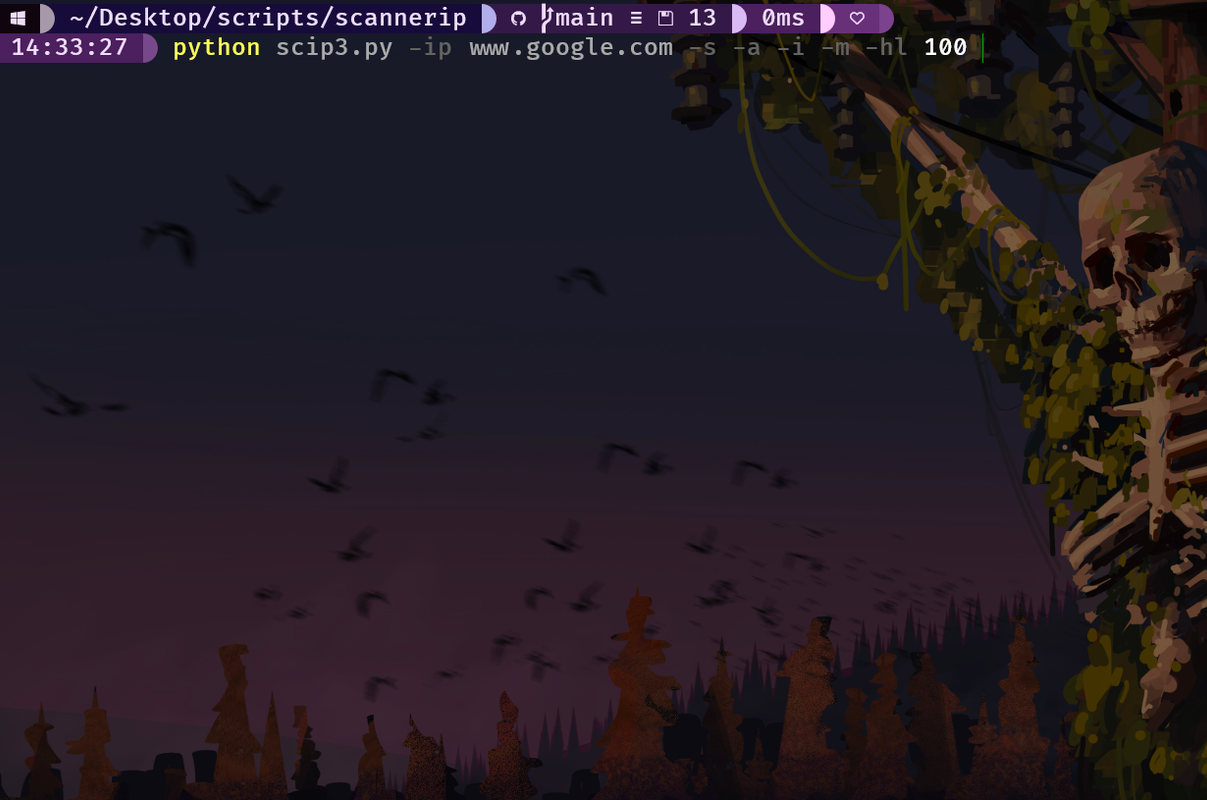 ~/Desktop/scripts/scannerip main ≡ 13 0ms
14:33:27 python scip3.py -ip www.google.com -s -a -i -m -hl 100